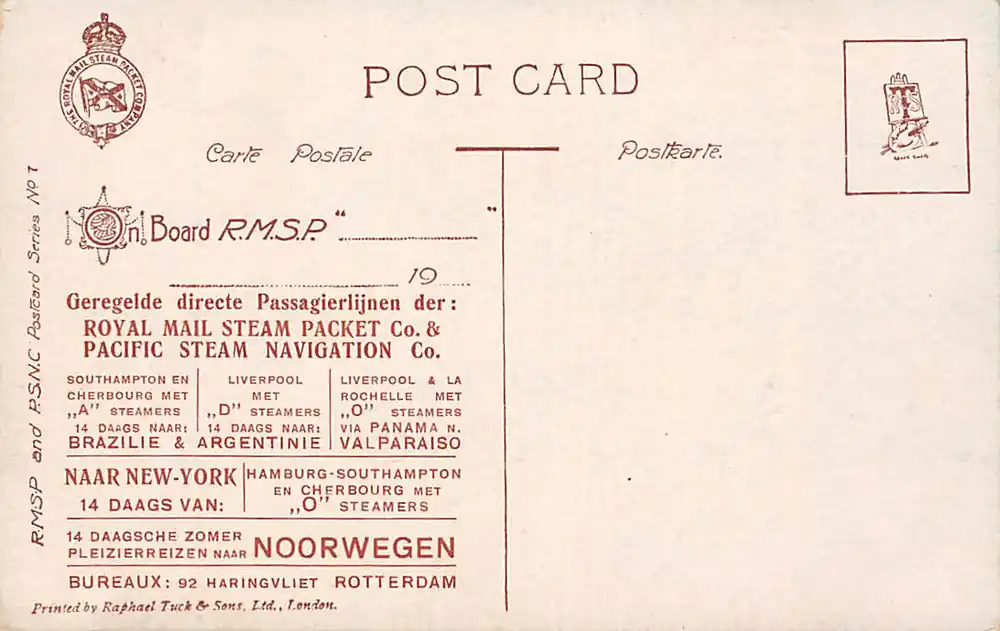 THE ROYAL MAIL STEAM PACKET COMPANY
POST CARD
Carte Postale
Postkarte.
On Board R.M.S.P. " "
19
Geregelde directe Passagierlijnen der:
ROYAL MAIL STEAM PACKET Co. &
PACIFIC STEAM NAVIGATION Co.
SOUTHAMPTON EN
CHERBOURG MET
„A" STEAMERS
14 DAAGS NAAR:
LIVERPOOL
MET
„D" STEAMERS
14 DAAGS NAAR:
BRAZILIE & ARGENTINIE
LIVERPOOL & LA
ROCHELLE MET
„O" STEAMERS
VIA PANAMA N.
VALPARAISO
NAAR NEW-YORK
14 DAAGS VAN:
HAMBURG-SOUTHAMPTON
EN CHERBOURG MET
„O" STEAMERS
14 DAAGSCHE ZOMER
PLEIZIERREIZEN NAAR NOORWEGEN
BUREAUX: 92 HARINGVLIET ROTTERDAM
Printed by Raphael Tuck & Sons, Ltd., London.
R.M.S.P and P.S.N.C Postcard Series No 7